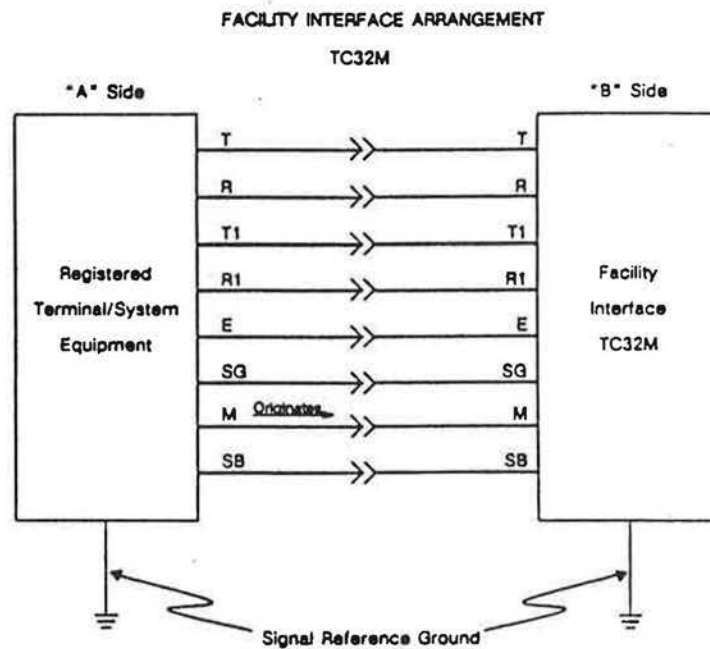 FACILITY INTERFACE ARRANGEMENT
TC32M
"A" Side
"B" Side
T
T
R
R
T1
T1
R1
R1
E
E
SG
SG
M
Originates
M
SB
SB
Registered
Terminal/System
Equipment
Facility
Interface
TC32M
Signal Reference Ground